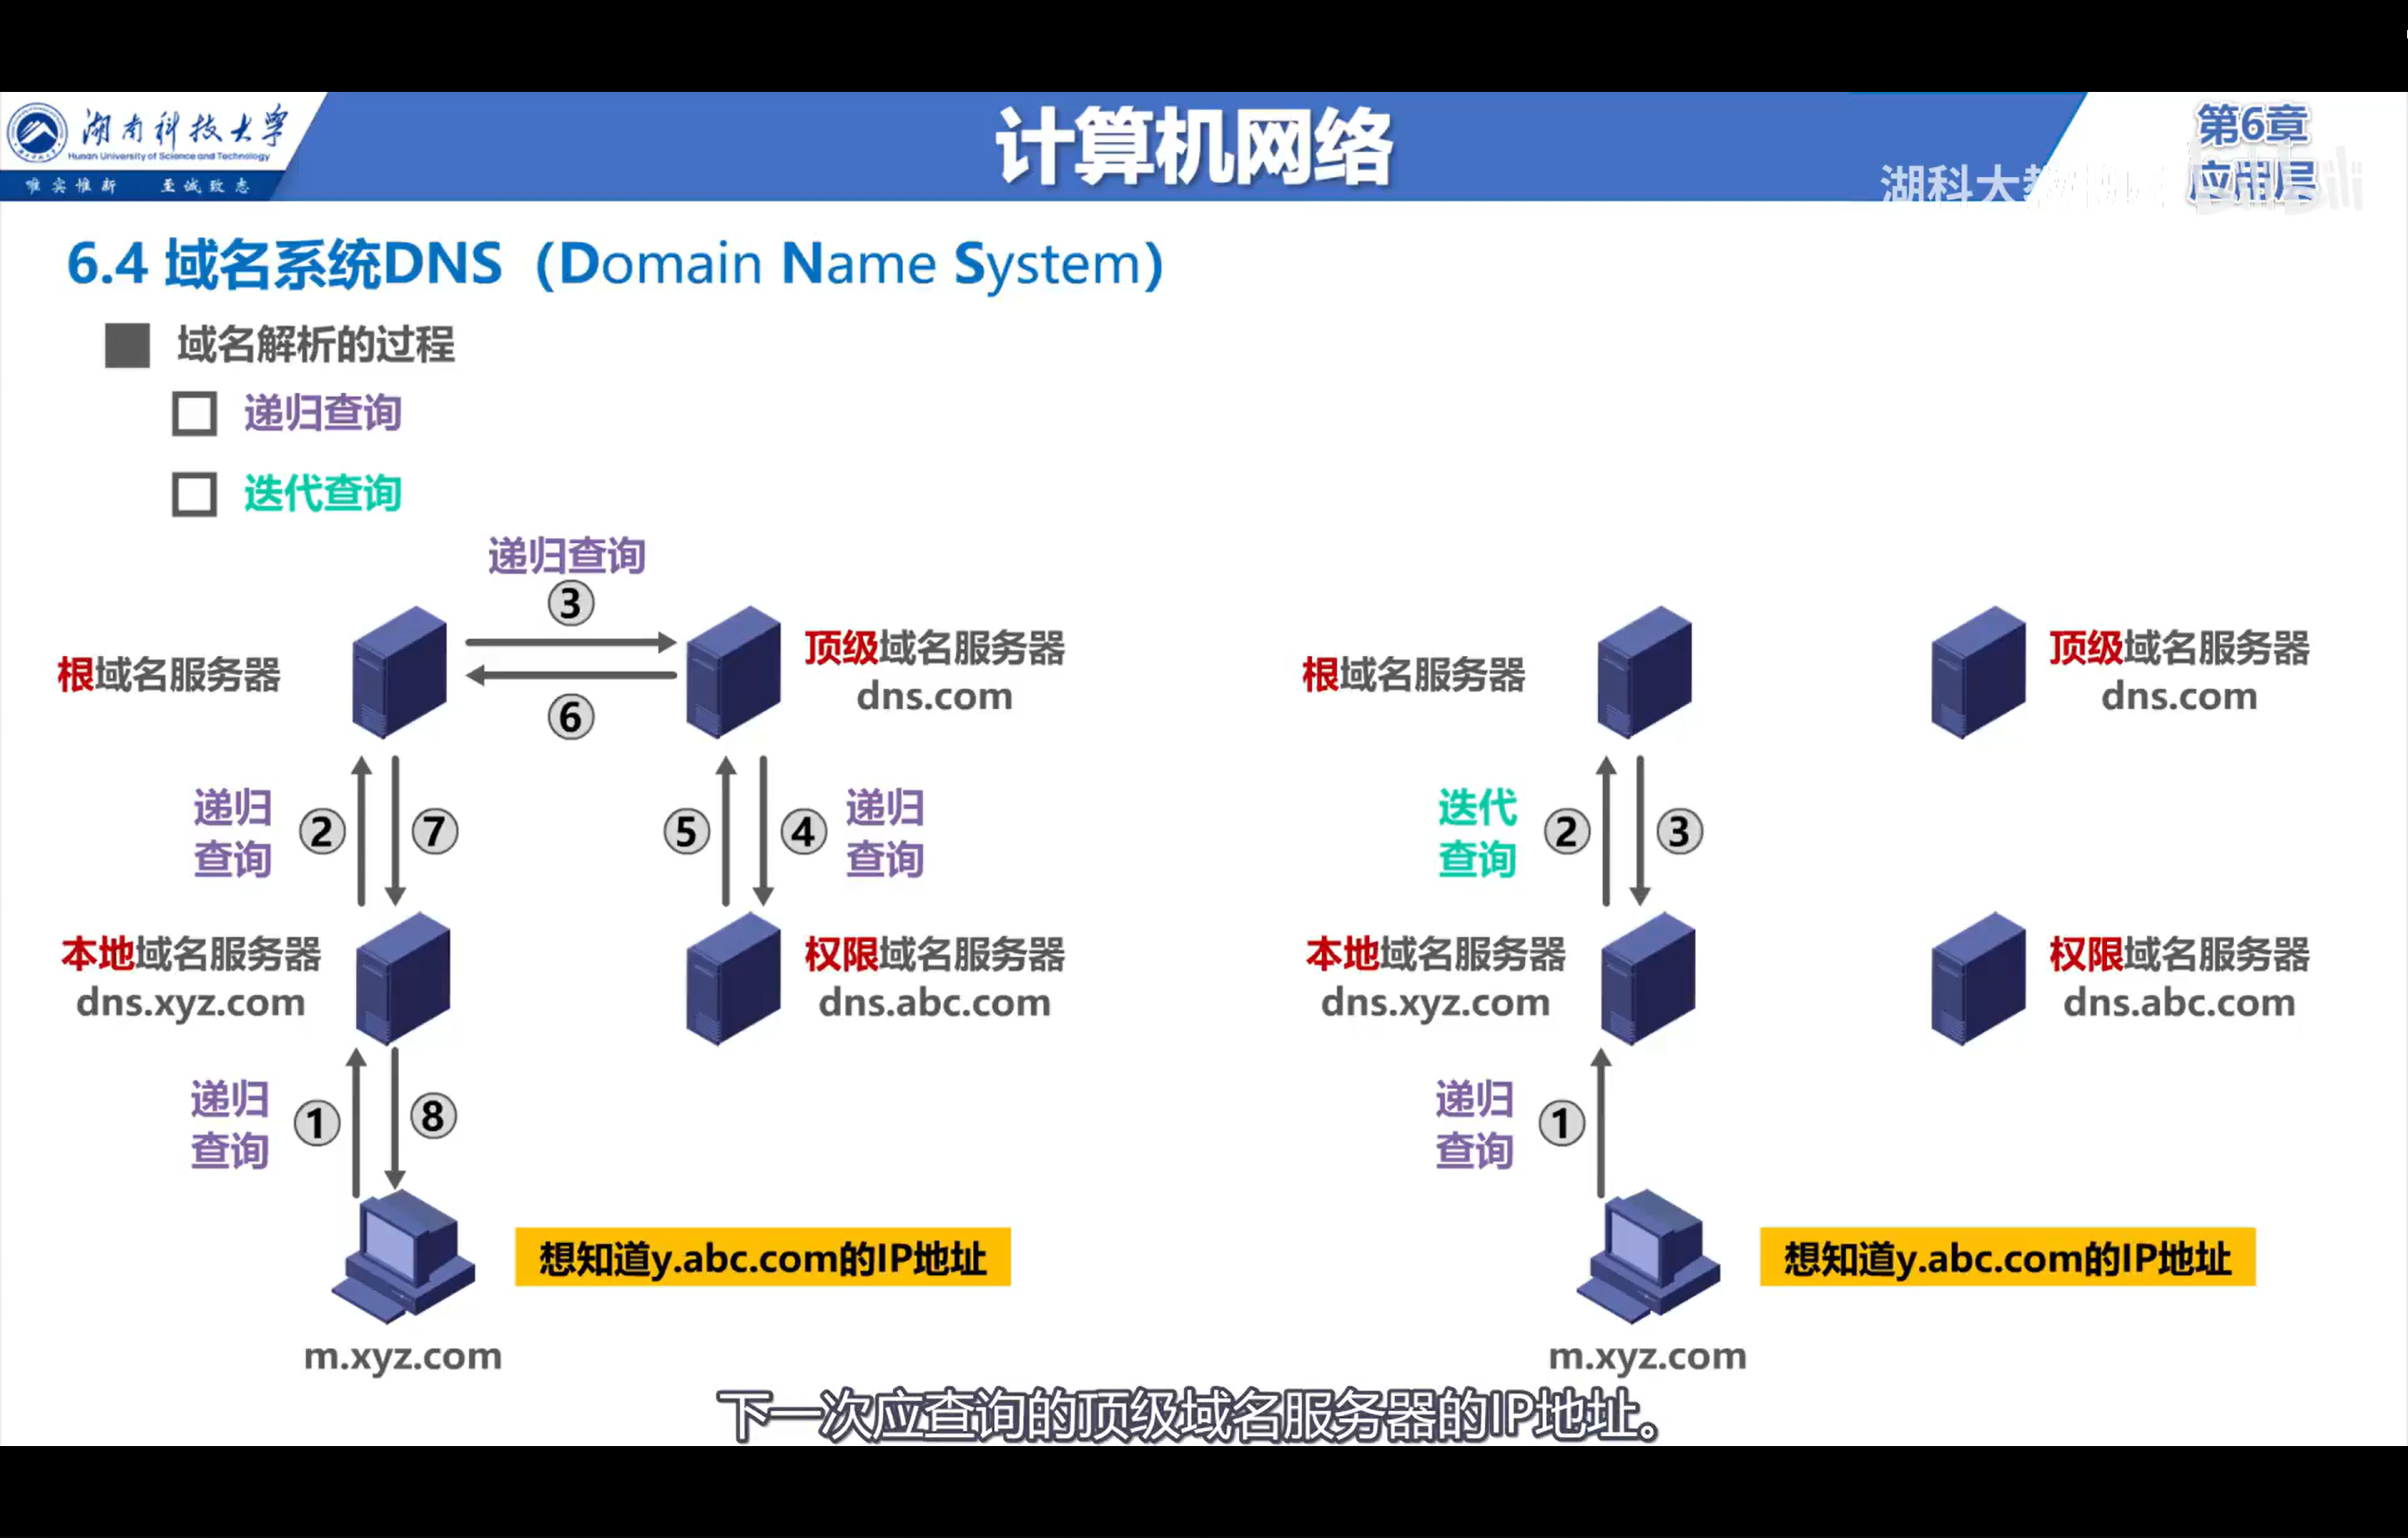 湖南科技大学
Hunan University of Science and Technology
唯实惟新 至诚致志
计算机网络
第6章
应用层
湖科大教
6.4 域名系统DNS（Domain Name System）
域名解析的过程
递归查询
迭代查询
递归查询
③
根域名服务器
顶级域名服务器
dns.com
⑥
递归
查询
②
⑦
⑤
④
递归
查询
本地域名服务器
dns.xyz.com
权限域名服务器
dns.abc.com
递归
查询
①
⑧
想知道y.abc.com的IP地址
m.xyz.com
根域名服务器
顶级域名服务器
dns.com
迭代
查询
②
③
本地域名服务器
dns.xyz.com
权限域名服务器
dns.abc.com
递归
查询
①
想知道y.abc.com的IP地址
m.xyz.com
下一次应查询的顶级域名服务器的IP地址。